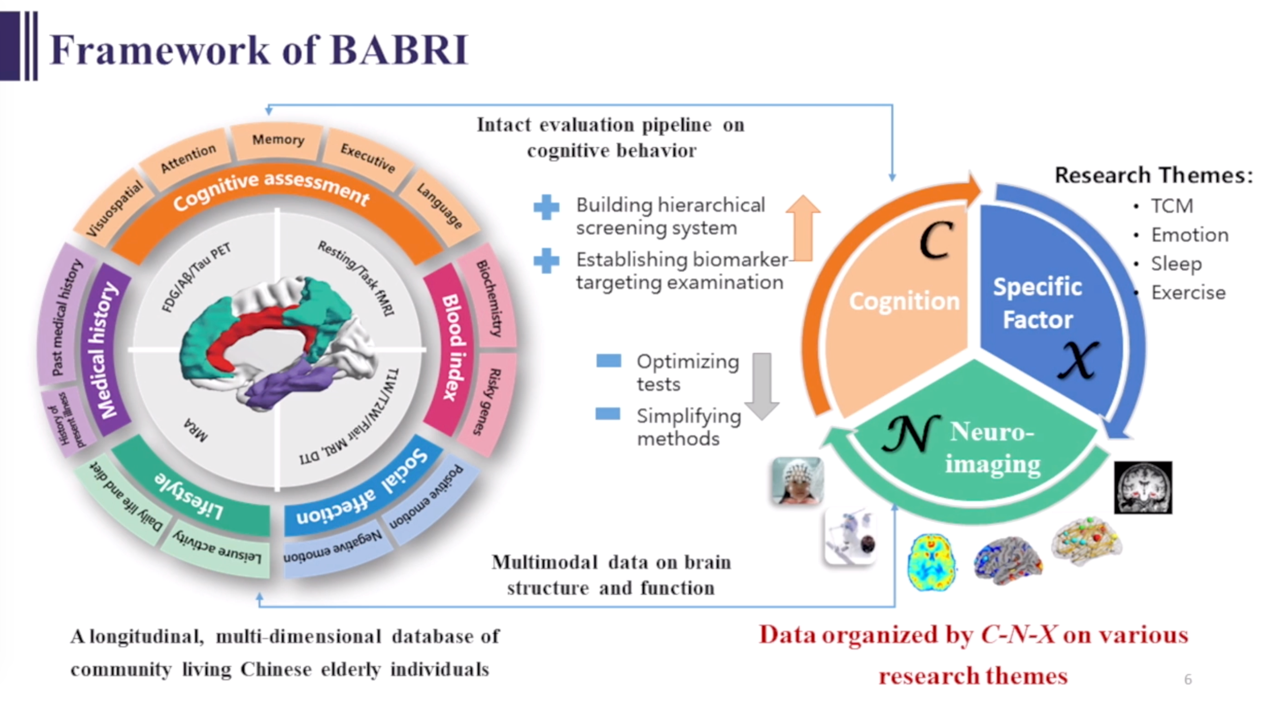 Framework of BABRI
Intact evaluation pipeline on
cognitive behavior
Visuospatial
Attention
Memory
Executive
Language
Cognitive assessment
Past medical history
History of
present illness
Medical history
Biochemistry
Risky genes
Blood index
FDG/Aβ/Tau PET
Resting/Task fMRI
MRA
T1W/T2W/Flair MRI, DTI
Lifestyle
Daily life and diet
Leisure activity
Social affection
Positive emotion
Negative emotion
Building hierarchical
screening system
Establishing biomarker
targeting examination
Optimizing
tests
Simplifying
methods
C
Cognition
Specific
Factor
X
N
Neuro-
imaging
Research Themes:
• TCM
• Emotion
• Sleep
• Exercise
Multimodal data on brain
structure and function
A longitudinal, multi-dimensional database of
community living Chinese elderly individuals
Data organized by C-N-X on various
research themes
6